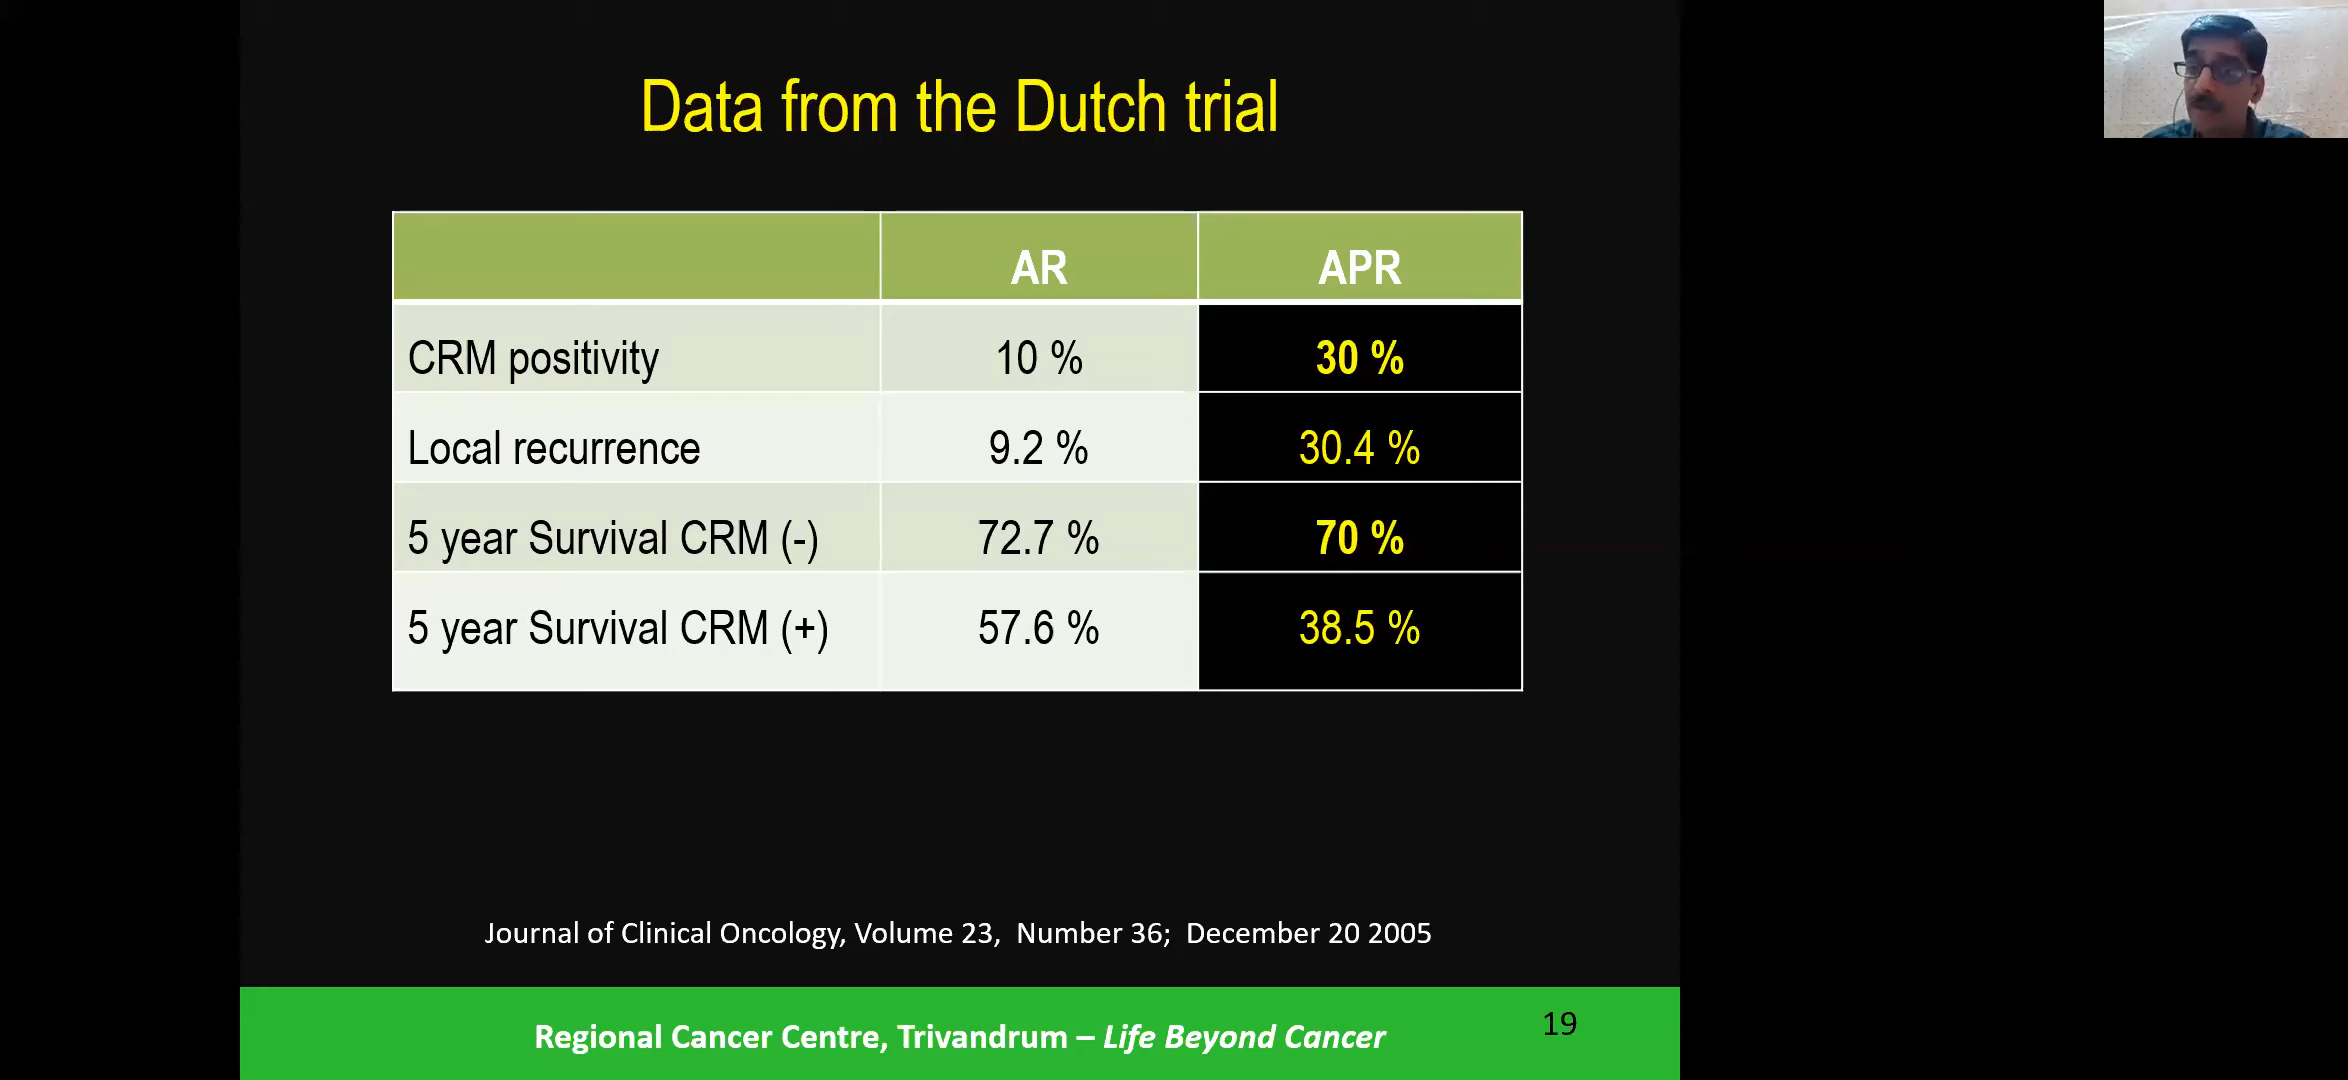 Data from the Dutch trial
AR APR
CRM positivity 10 % 30 %
Local recurrence 9.2 % 30.4 %
5 year Survival CRM (-) 72.7 % 70 %
5 year Survival CRM (+) 57.6 % 38.5 %
Journal of Clinical Oncology, Volume 23,  Number 36;  December 20 2005
Regional Cancer Centre, Trivandrum – Life Beyond Cancer
19